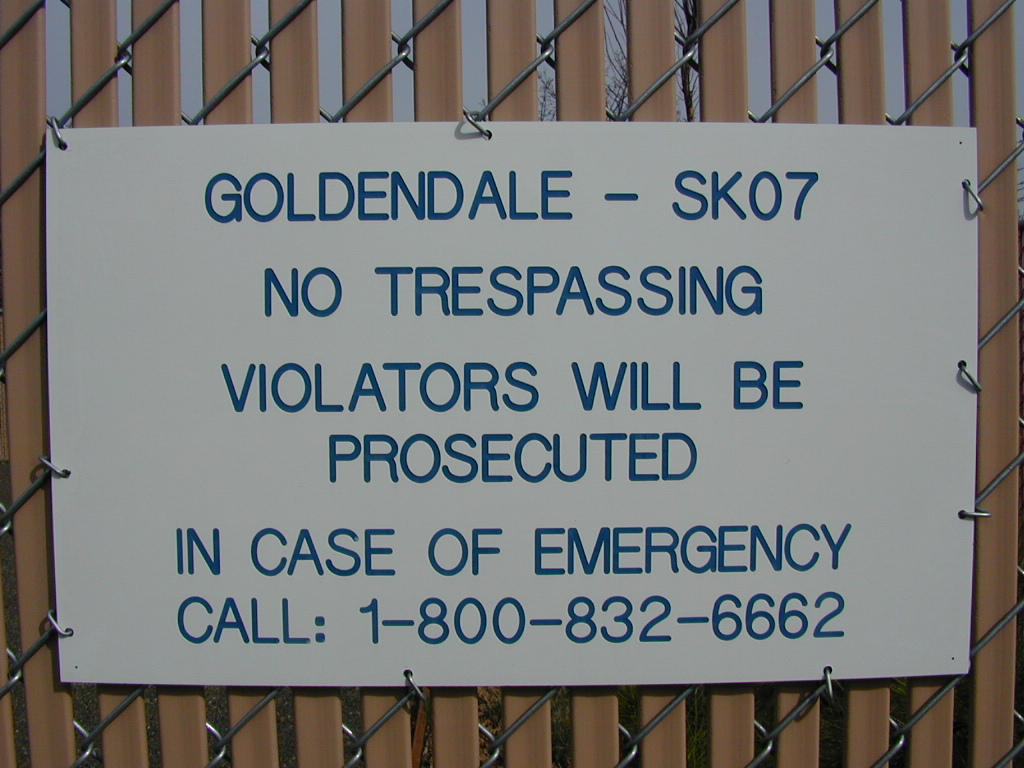 GOLDENDALE - SK07
NO TRESPASSING
VIOLATORS WILL BE
PROSECUTED
IN CASE OF EMERGENCY
CALL: 1-800-832-6662